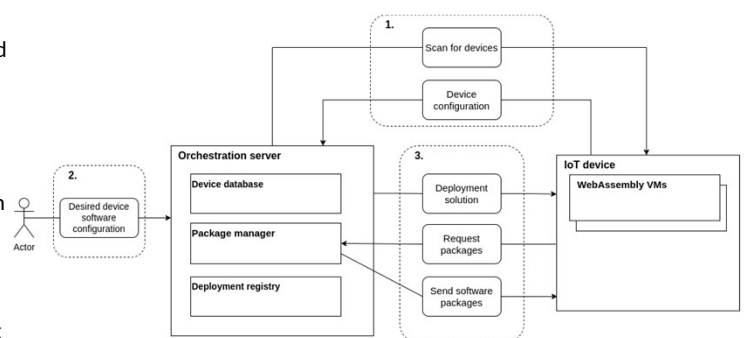 1.
Scan for devices
Device
configuration
2.
Desired device
software
configuration
Actor
Orchestration server
Device database
Package manager
Deployment registry
3.
Deployment
solution
Request
packages
Send software
packages
IoT device
WebAssembly VMs